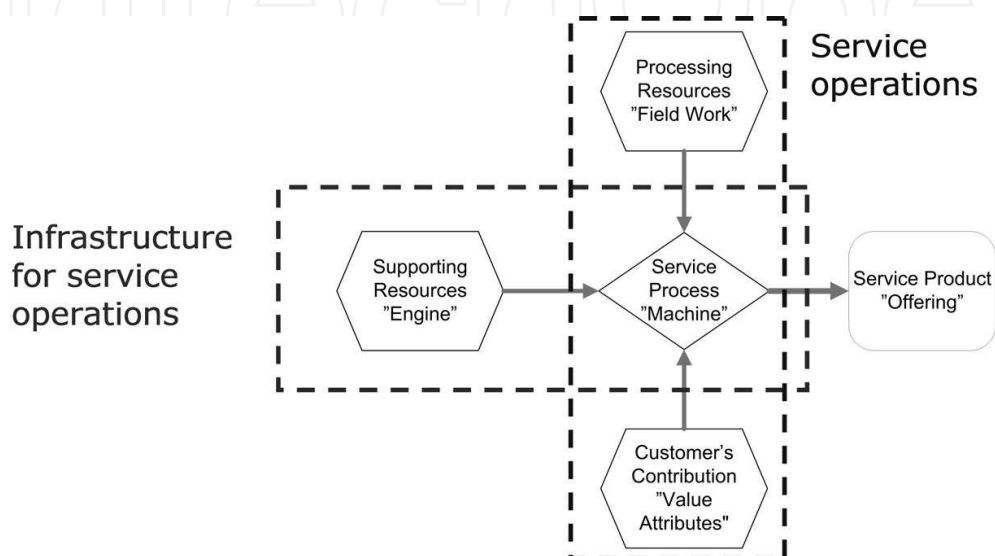 Service
operations
Processing
Resources
”Field Work”
Infrastructure
for service
operations
Supporting
Resources
”Engine”
Service
Process
”Machine”
Service Product
”Offering”
Customer’s
Contribution
”Value
Attributes"